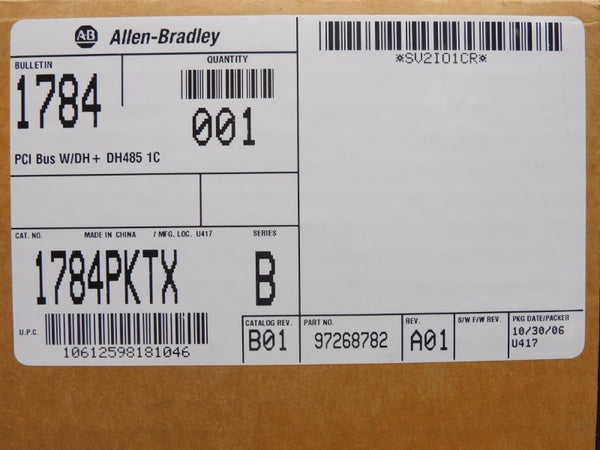 AB Allen-Bradley
*SV2IO1CR*
BULLETIN
QUANTITY
1784
001
PCI Bus W/DH+ DH485 1C
CAT. NO. MADE IN CHINA / MFG. LOC. U417 SERIES
1784PKTX B
U.P.C.
10612598181046
CATALOG REV.
B01
PART NO.
97268782
REV.
A01
S/W F/W REV.
PKG DATE/PACKER
10/30/06
U417